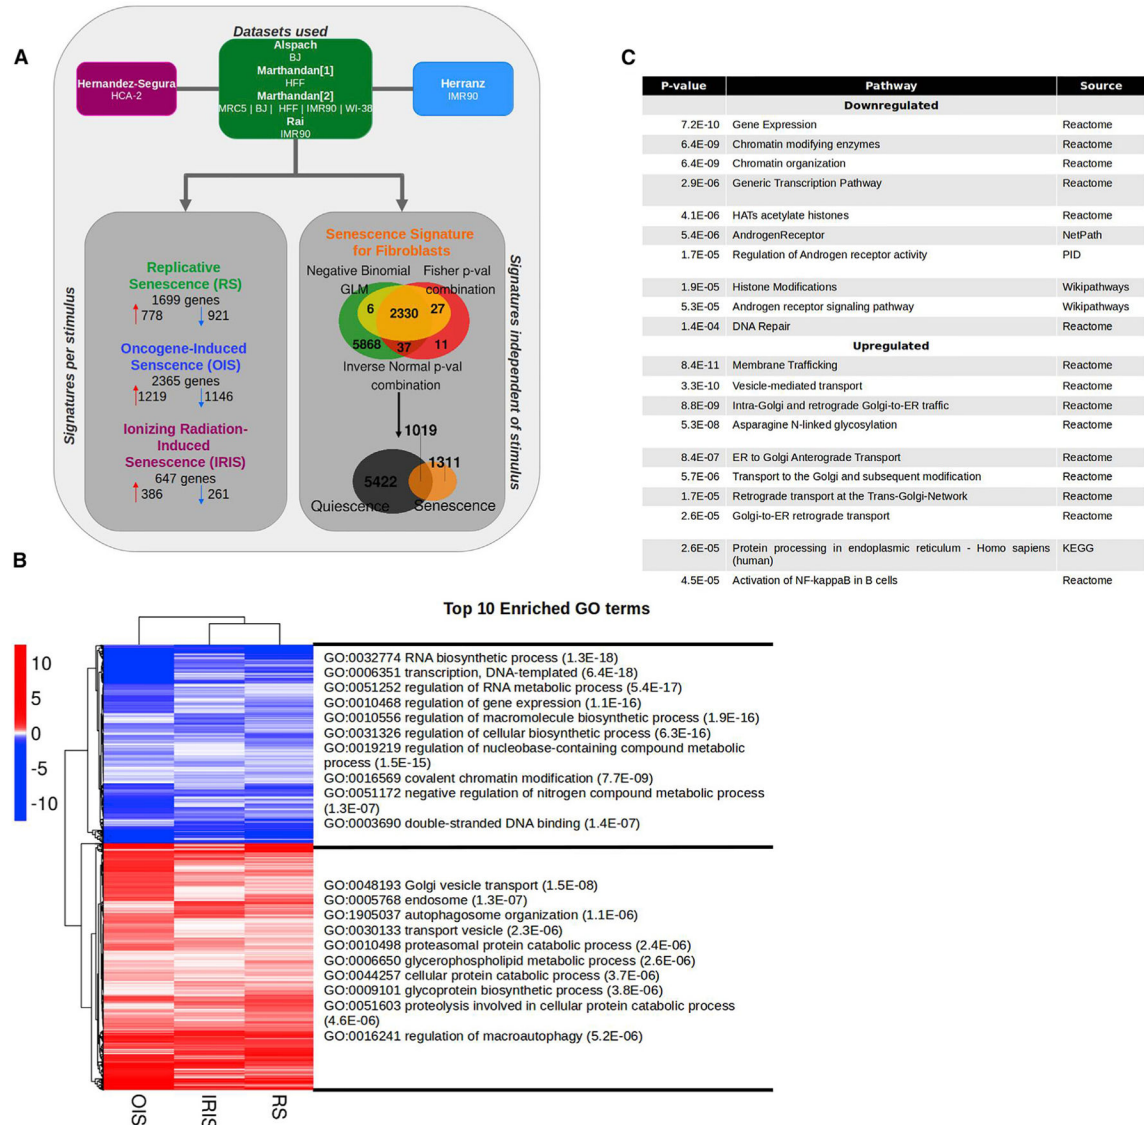 A
Datasets used
Hernandez-Segura
HCA-2
Alspach
BJ
Marthandan[1]
HFF
Marthandan[2]
MRC5 | BJ | HFF | IMR90 | WI-38
Rai
IMR90
Herranz
IMR90
Signatures per stimulus
Replicative
Senescence (RS)
1699 genes
778 921
Oncogene-Induced
Senscence (OIS)
2365 genes
1219 1146
Ionizing Radiation-
Induced
Senescence (IRIS)
647 genes
386 261
Senescence Signature
for Fibroblasts
Negative Binomial
GLM
Fisher p-val
combination
6 2330 27
5868 37 11
Inverse Normal p-val
combination
1019
1311
5422
Quiescence Senescence
Signatures independent of stimulus
C
P-value Pathway Source
Downregulated
7.2E-10 Gene Expression Reactome
6.4E-09 Chromatin modifying enzymes Reactome
6.4E-09 Chromatin organization Reactome
2.9E-06 Generic Transcription Pathway Reactome
4.1E-06 HATs acetylate histones Reactome
5.4E-06 AndrogenReceptor NetPath
1.7E-05 Regulation of Androgen receptor activity PID
1.9E-05 Histone Modifications Wikipathways
5.3E-05 Androgen receptor signaling pathway Wikipathways
1.4E-04 DNA Repair Reactome
Upregulated
8.4E-11 Membrane Trafficking Reactome
3.3E-10 Vesicle-mediated transport Reactome
8.8E-09 Intra-Golgi and retrograde Golgi-to-ER traffic Reactome
5.3E-08 Asparagine N-linked glycosylation Reactome
8.4E-07 ER to Golgi Anterograde Transport Reactome
5.7E-06 Transport to the Golgi and subsequent modification Reactome
1.7E-05 Retrograde transport at the Trans-Golgi-Network Reactome
2.6E-05 Golgi-to-ER retrograde transport Reactome
2.6E-05 Protein processing in endoplasmic reticulum - Homo sapiens KEGG
(human)
4.5E-05 Activation of NF-kappaB in B cells Reactome
B
Top 10 Enriched GO terms
10
5
0
-5
-10
GO:0032774 RNA biosynthetic process (1.3E-18)
GO:0006351 transcription, DNA-templated (6.4E-18)
GO:0051252 regulation of RNA metabolic process (5.4E-17)
GO:0010468 regulation of gene expression (1.1E-16)
GO:0010556 regulation of macromolecule biosynthetic process (1.9E-16)
GO:0031326 regulation of cellular biosynthetic process (6.3E-16)
GO:0019219 regulation of nucleobase-containing compound metabolic
process (1.5E-15)
GO:0016569 covalent chromatin modification (7.7E-09)
GO:0051172 negative regulation of nitrogen compound metabolic process
(1.3E-07)
GO:0003690 double-stranded DNA binding (1.4E-07)
GO:0048193 Golgi vesicle transport (1.5E-08)
GO:0005768 endosome (1.3E-07)
GO:1905037 autophagosome organization (1.1E-06)
GO:0030133 transport vesicle (2.3E-06)
GO:0010498 proteasomal protein catabolic process (2.4E-06)
GO:0006650 glycerophospholipid metabolic process (2.6E-06)
GO:0044257 cellular protein catabolic process (3.7E-06)
GO:0009101 glycoprotein biosynthetic process (3.8E-06)
GO:0051603 proteolysis involved in cellular protein catabolic process
(4.6E-06)
GO:0016241 regulation of macroautophagy (5.2E-06)
OIS
IRIS
RS